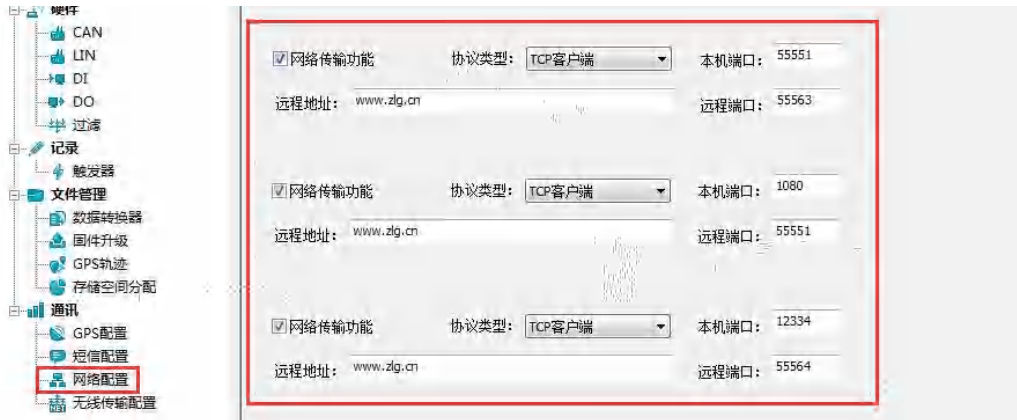 硬件
CAN
LIN
DI
DO
过滤
记录
触发器
文件管理
数据转换器
固件升级
GPS轨迹
存储空间分配
通讯
GPS配置
短信配置
网络配置
无线传输配置
网络传输功能 协议类型: TCP客户端 本机端口: 55551
远程地址: www.zlg.cn 远程端口: 55563
网络传输功能 协议类型: TCP客户端 本机端口: 1080
远程地址: www.zlg.cn 远程端口: 55551
网络传输功能 协议类型: TCP客户端 本机端口: 12334
远程地址: www.zlg.cn 远程端口: 55564